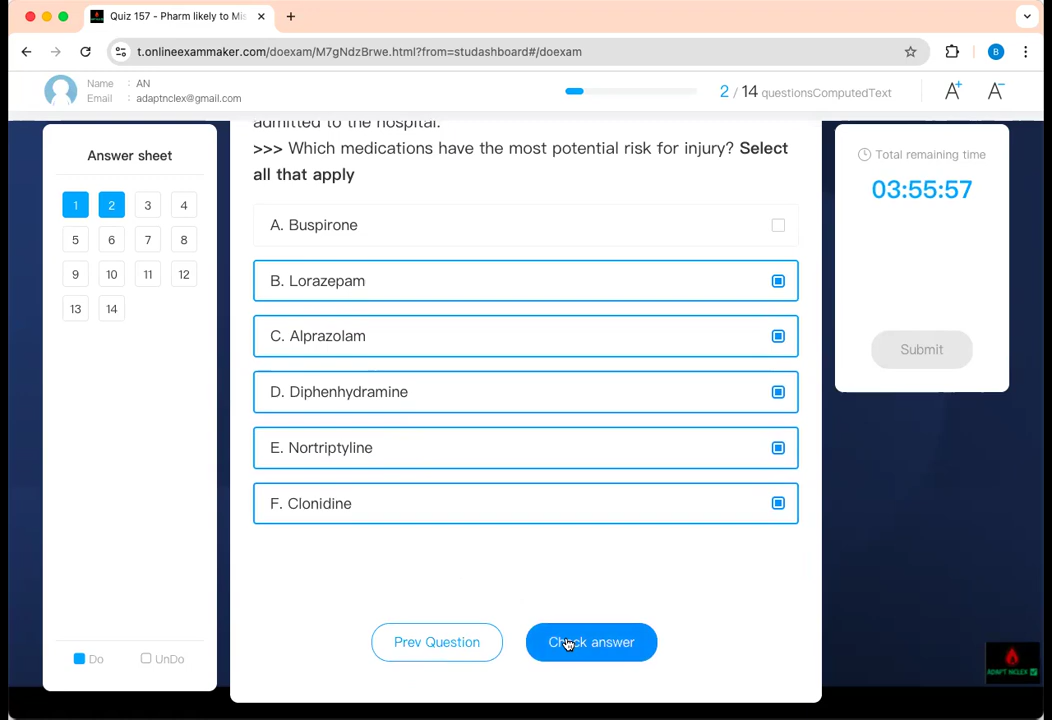 Quiz 157 - Pharm likely to Mis
t.onlineexammaker.com/doexam/M7gNdzBrwe.html?from=studashboard#/doexam
B
Name : AN
Email : adaptnclex@gmail.com
2 / 14 questionsComputedText
A+ A-
Answer sheet
1 2 3 4
5 6 7 8
9 10 11 12
13 14
Do UnDo
admitted to the hospital.
>>> Which medications have the most potential risk for injury? Select
all that apply
A. Buspirone
B. Lorazepam
C. Alprazolam
D. Diphenhydramine
E. Nortriptyline
F. Clonidine
Prev Question
Check answer
Total remaining time
03:55:57
Submit
ADAPT NCLEX